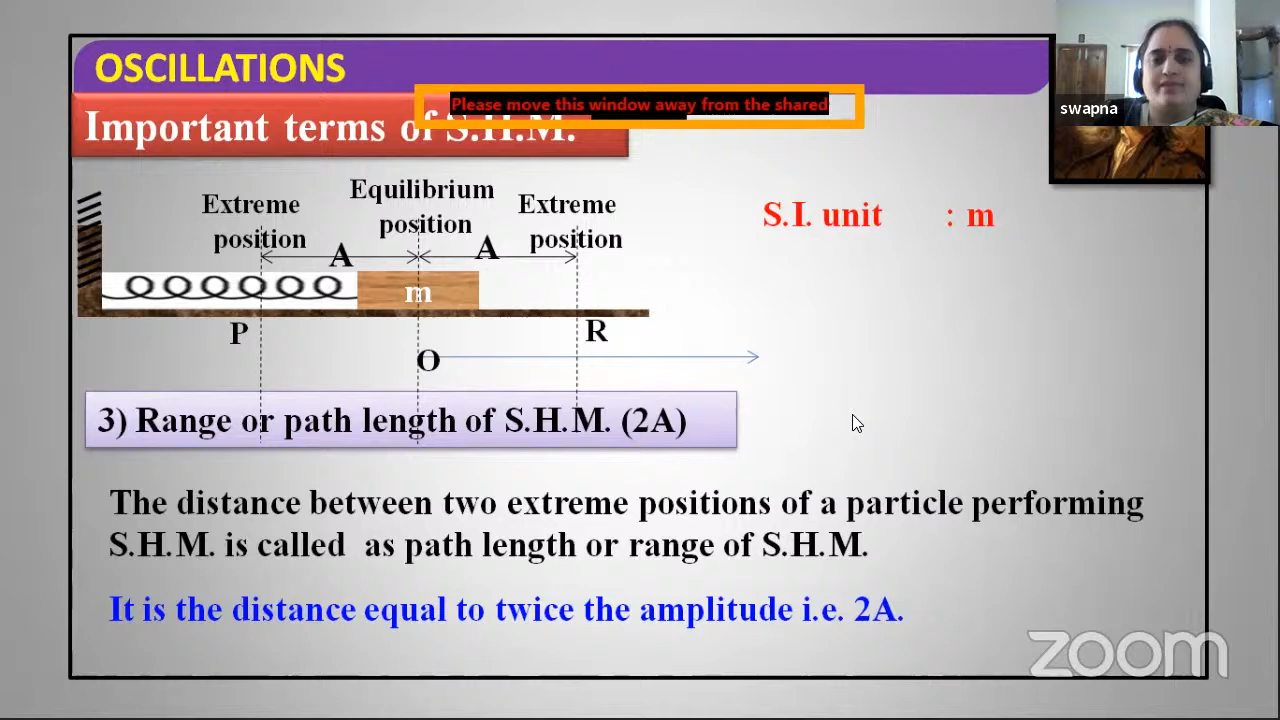 OSCILLATIONS
Please move this window away from the shared
Important terms of S.H.M.
swapna
Extreme position
Equilibrium position
Extreme position
S.I. unit : m
A
A
m
P
R
O
3) Range or path length of S.H.M. (2A)
The distance between two extreme positions of a particle performing
S.H.M. is called as path length or range of S.H.M.
It is the distance equal to twice the amplitude i.e. 2A.
zoom